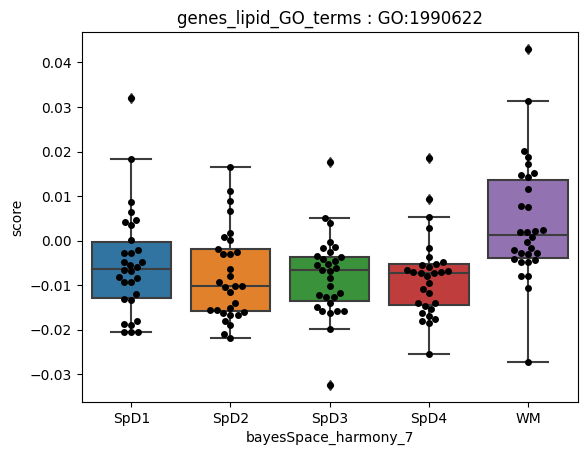 genes_lipid_GO_terms : GO:1990622
score
0.04
0.03
0.02
0.01
0.00
−0.01
−0.02
−0.03
SpD1 SpD2 SpD3 SpD4 WM
bayesSpace_harmony_7